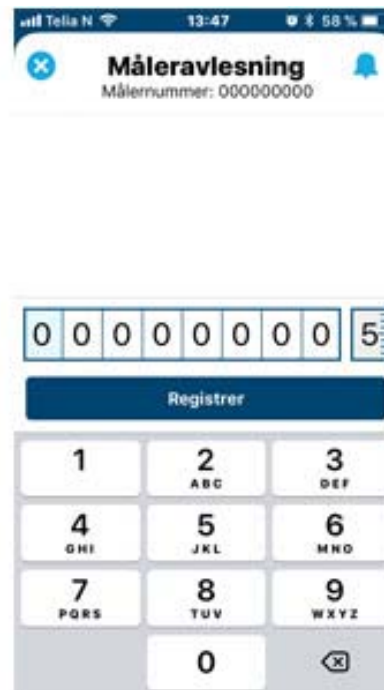 Telia N 13:47 58 %
Måleravlesning
Målernummer: 000000000
0 0 0 0 0 0 0 0 5
Registrer
1 2 3
ABC DEF
4 5 6
GHI JKL MNO
7 8 9
PQRS TUV WXYZ
0